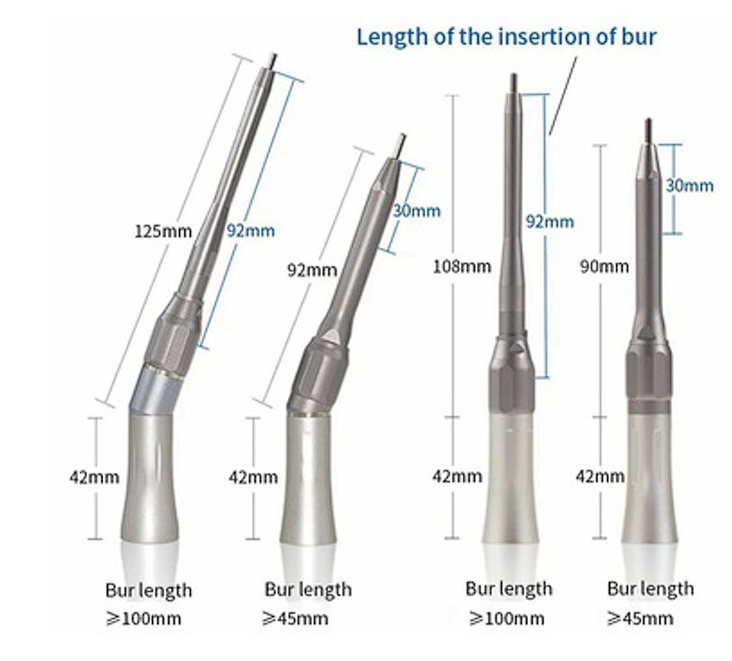 Length of the insertion of bur
125mm
92mm
92mm
30mm
108mm
92mm
90mm
30mm
42mm
42mm
42mm
42mm
Bur length
≥100mm
Bur length
≥45mm
Bur length
≥100mm
Bur length
≥45mm